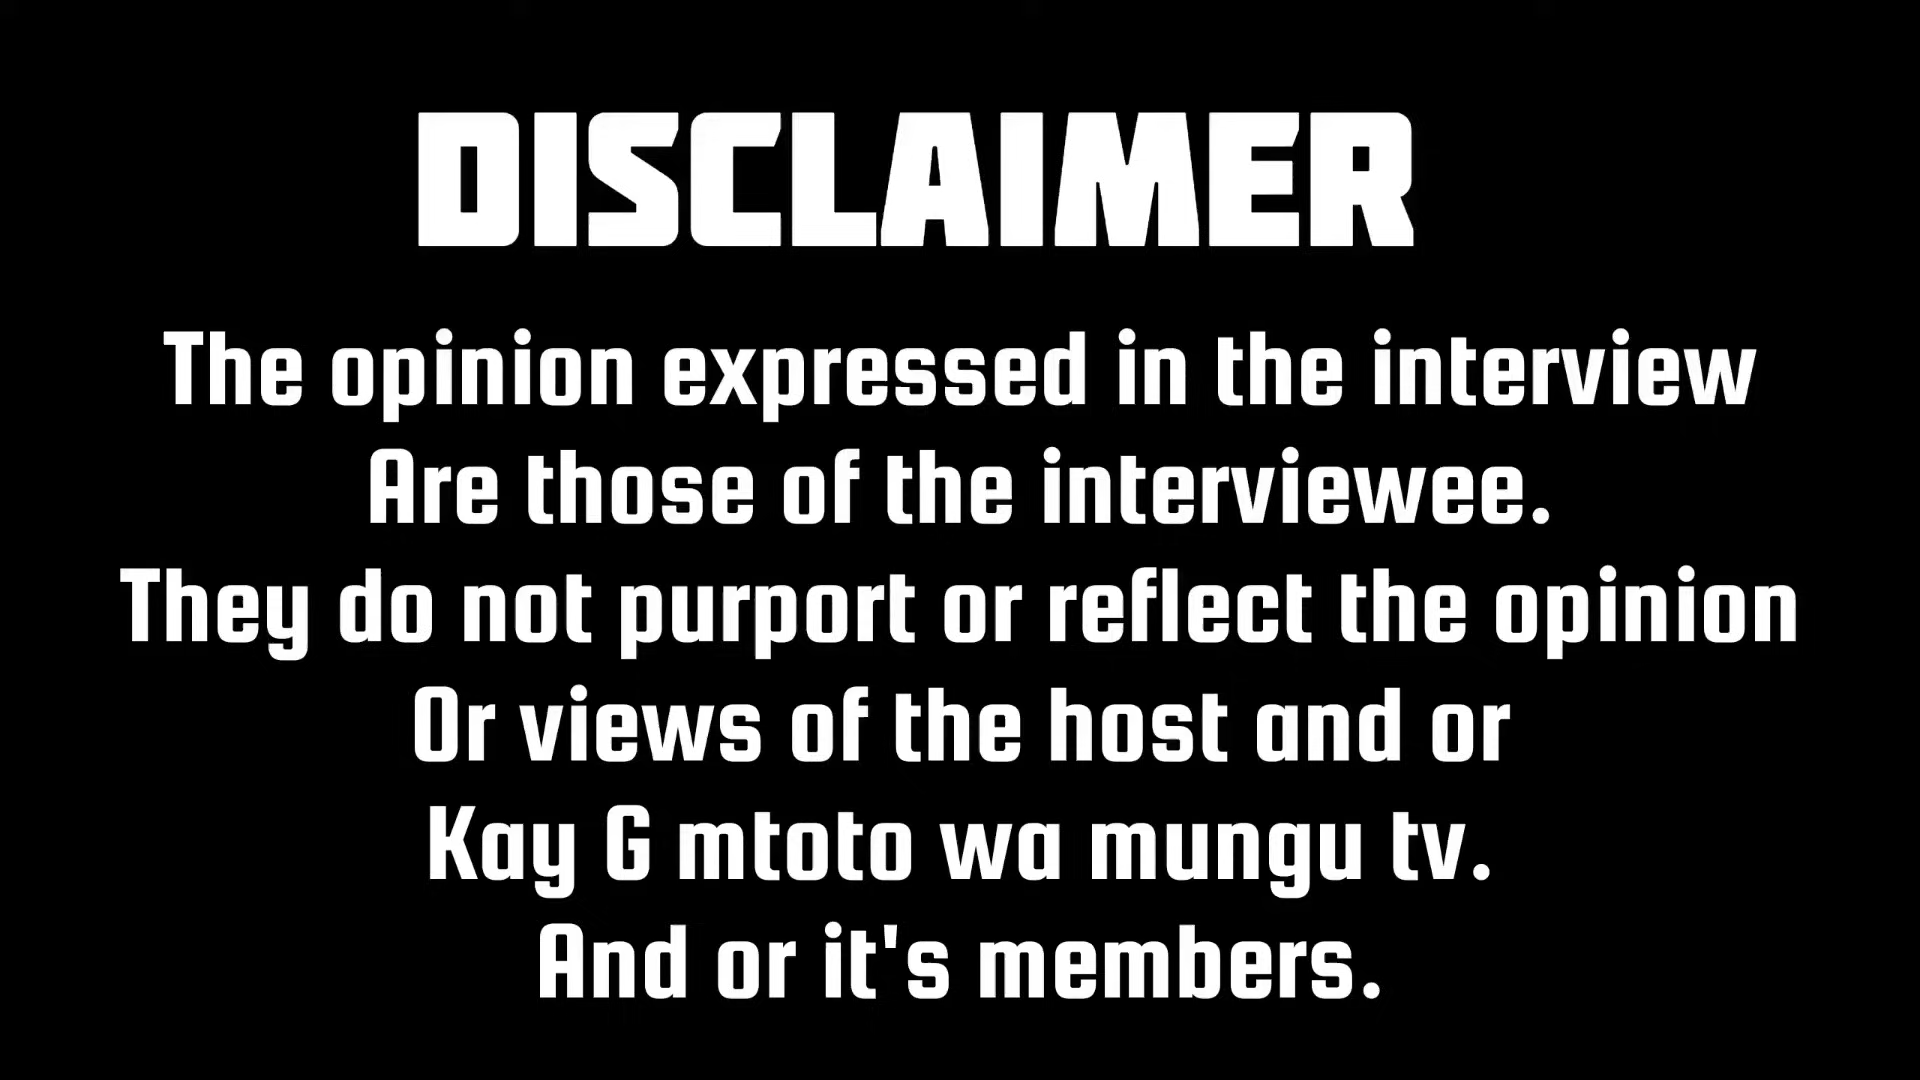 DISCLAIMER
The opinion expressed in the interview
Are those of the interviewee.
They do not purport or reflect the opinion
Or views of the host and or
Kay G mtoto wa mungu tv.
And or it's members.